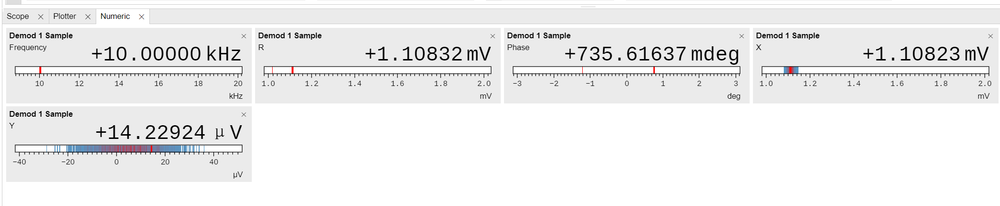 Scope Plotter Numeric
Demod 1 Sample
Frequency
+10.00000 kHz
10 12 14 16 18 20
kHz
Demod 1 Sample
R
+1.10832 mV
1.0 1.2 1.4 1.6 1.8 2.0
mV
Demod 1 Sample
Phase
+735.61637 mdeg
−3 −2 −1 0 1 2 3
deg
Demod 1 Sample
X
+1.10823 mV
1.0 1.2 1.4 1.6 1.8 2.0
mV
Demod 1 Sample
Y
+14.22924 μV
−40 −20 0 20 40
μV